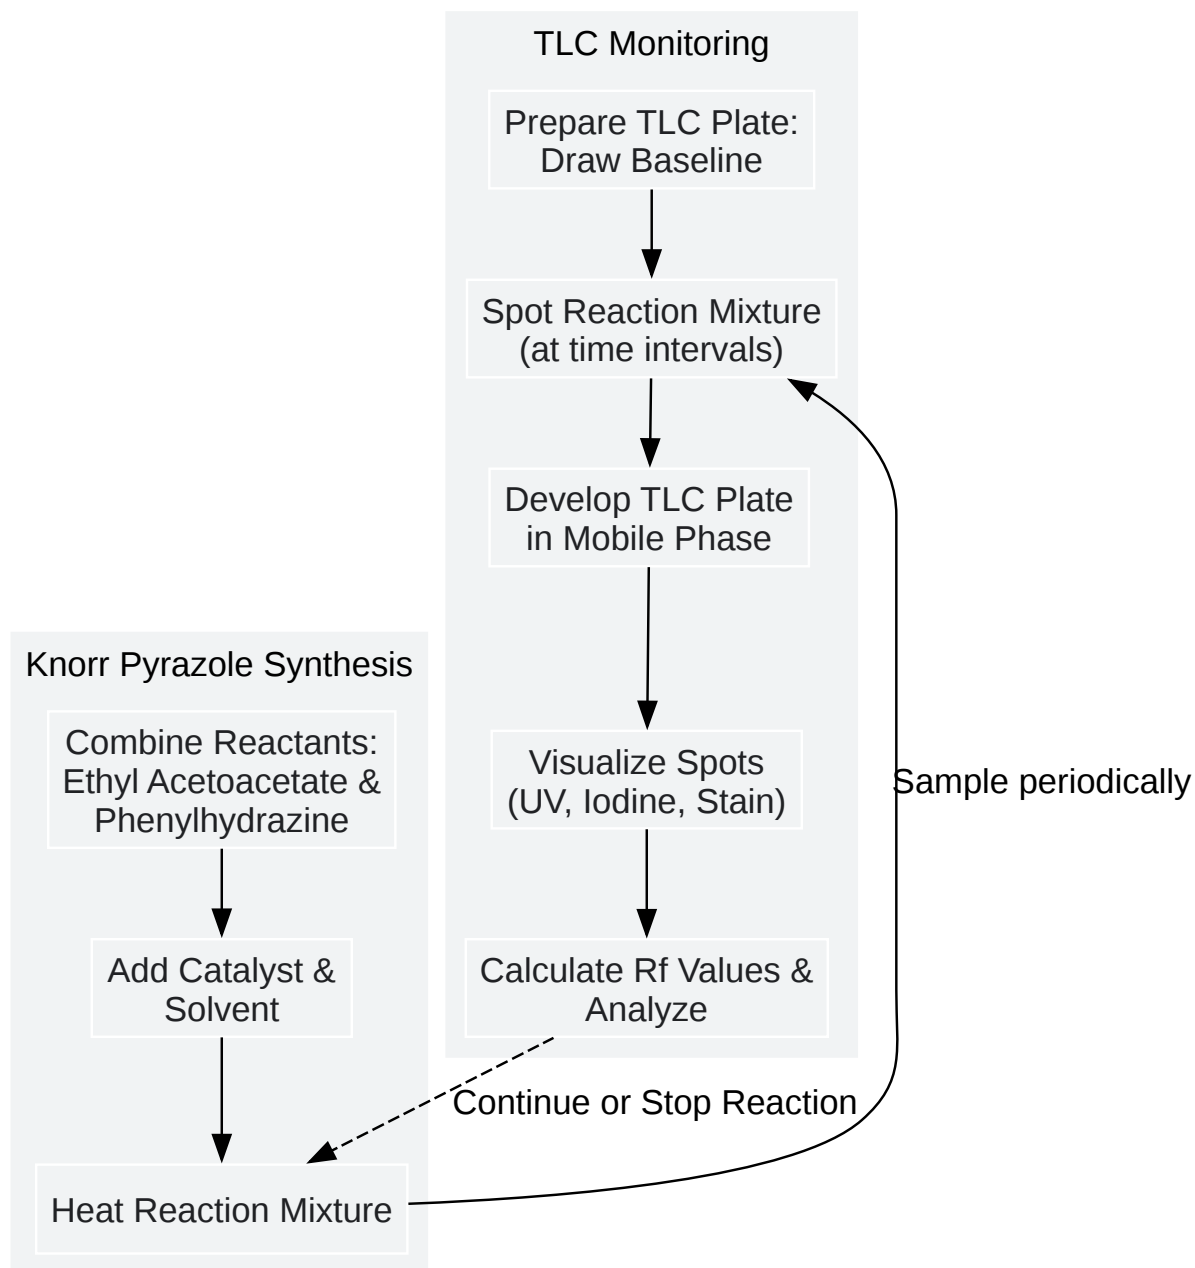 TLC Monitoring
Prepare TLC Plate:
Draw Baseline
Spot Reaction Mixture
(at time intervals)
Develop TLC Plate
in Mobile Phase
Visualize Spots
(UV, Iodine, Stain)
Calculate Rf Values &
Analyze
Knorr Pyrazole Synthesis
Combine Reactants:
Ethyl Acetoacetate &
Phenylhydrazine
Add Catalyst &
Solvent
Heat Reaction Mixture
Sample periodically
Continue or Stop Reaction